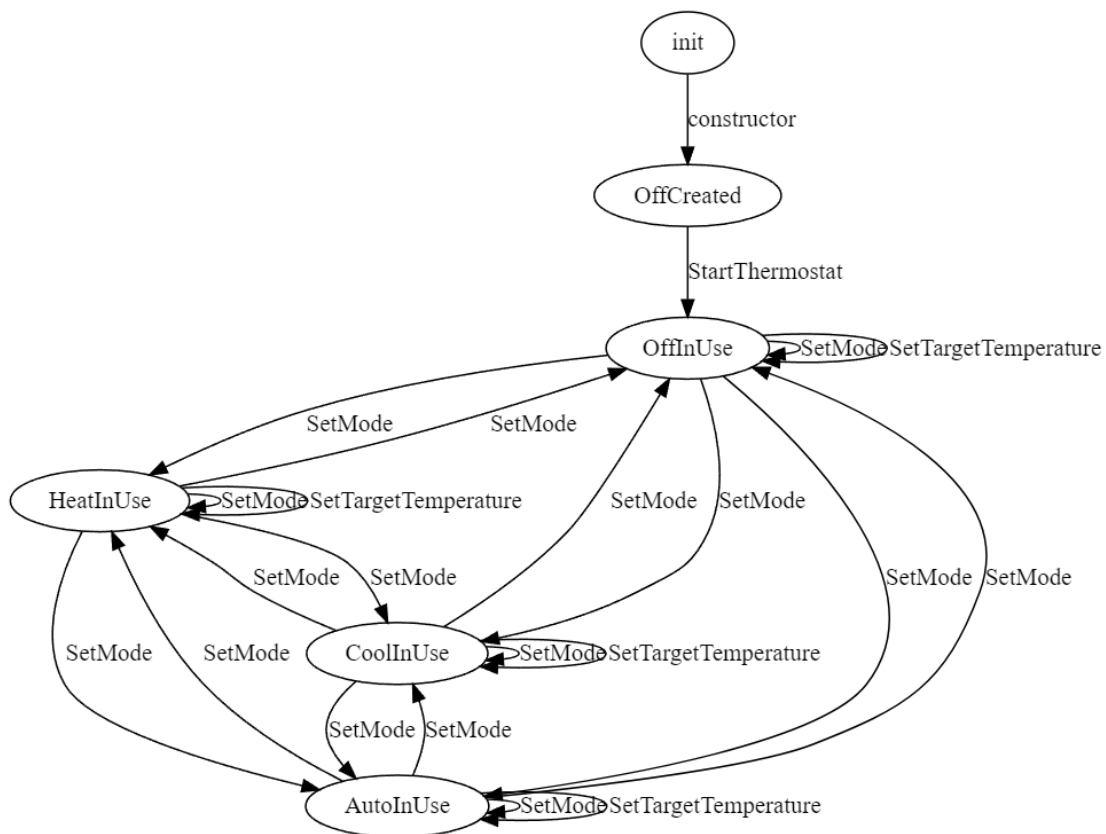 init
constructor
OffCreated
StartThermostat
OffInUse
SetMode
SetTargetTemperature
SetMode
SetMode
HeatInUse
SetMode
SetTargetTemperature
SetMode
SetMode
SetMode
SetMode
SetMode
SetMode
SetMode
SetMode
CoolInUse
SetMode
SetTargetTemperature
SetMode
SetMode
AutoInUse
SetMode
SetTargetTemperature